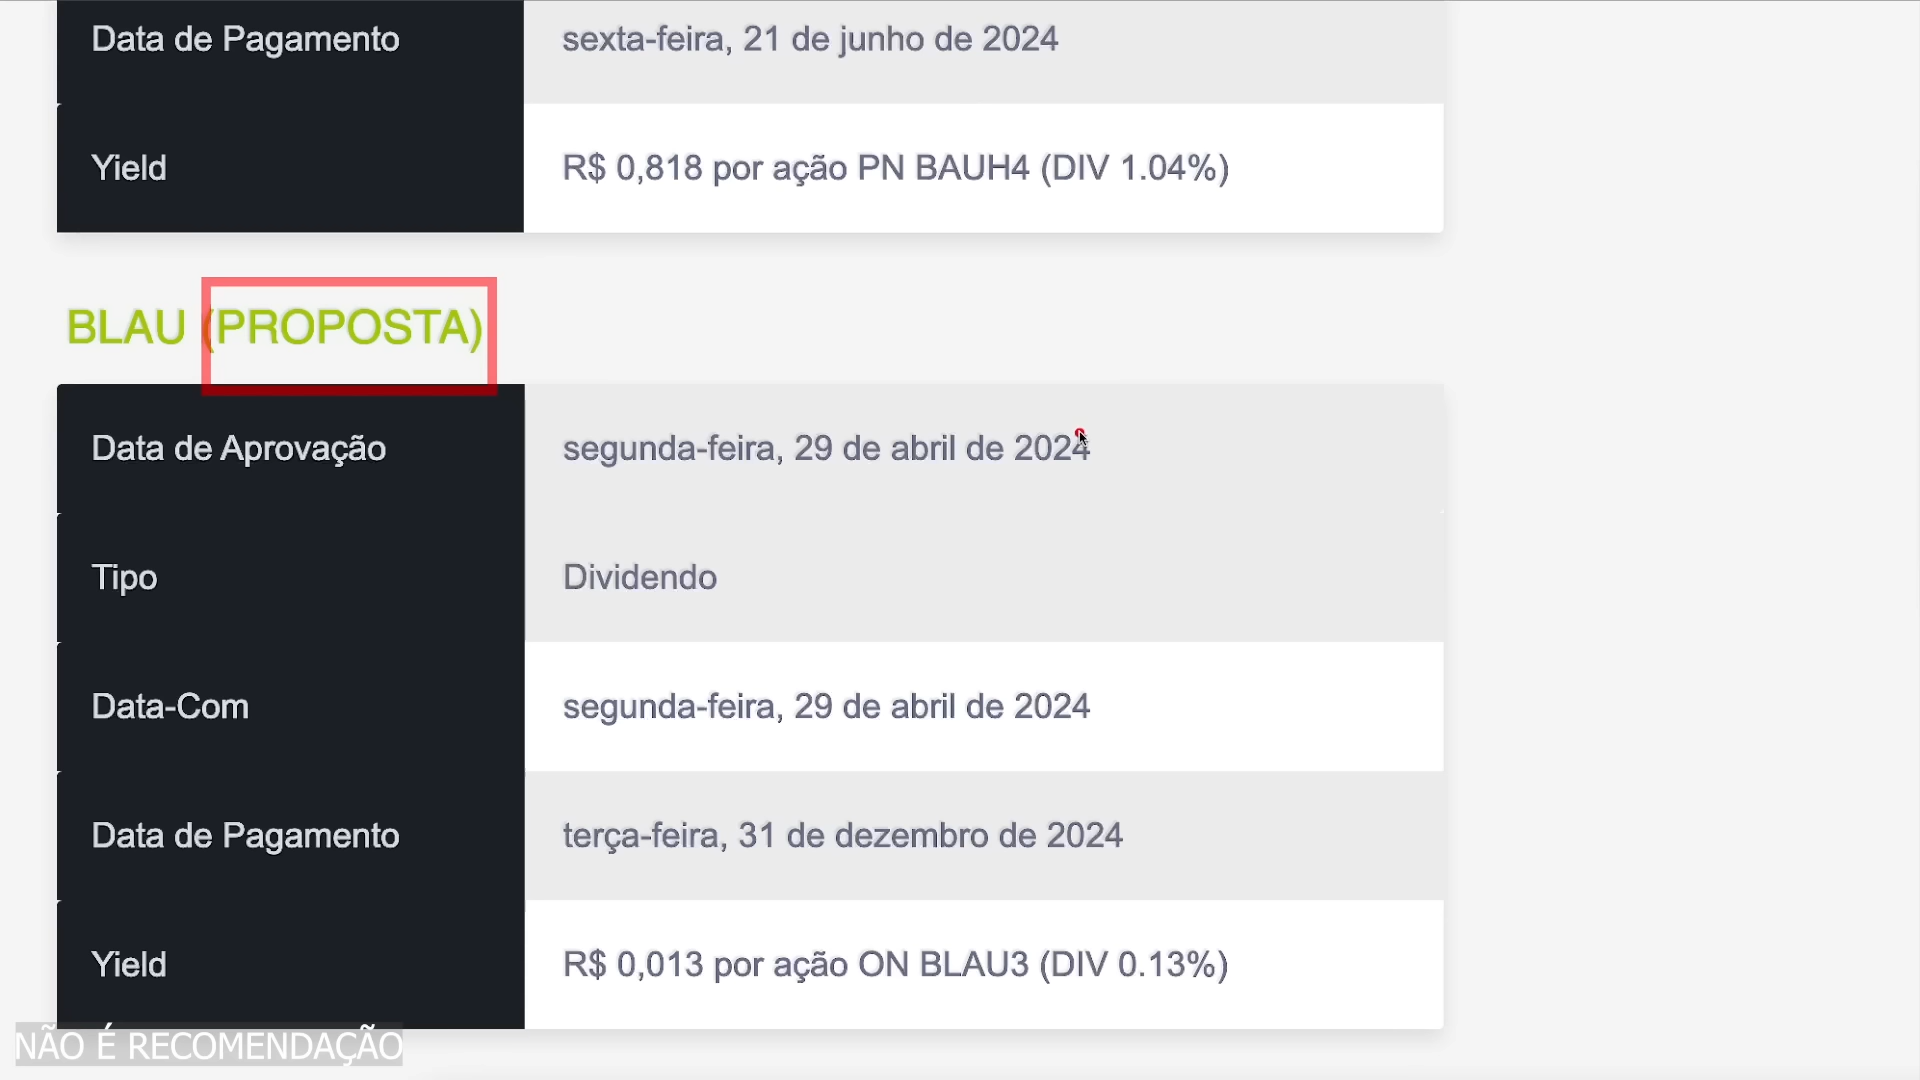 Data de Pagamento sexta-feira, 21 de junho de 2024
Yield R$ 0,818 por ação PN BAUH4 (DIV 1.04%)
BLAU (PROPOSTA)
Data de Aprovação segunda-feira, 29 de abril de 2024
Tipo Dividendo
Data-Com segunda-feira, 29 de abril de 2024
Data de Pagamento terça-feira, 31 de dezembro de 2024
Yield R$ 0,013 por ação ON BLAU3 (DIV 0.13%)
NÃO É RECOMENDAÇÃO